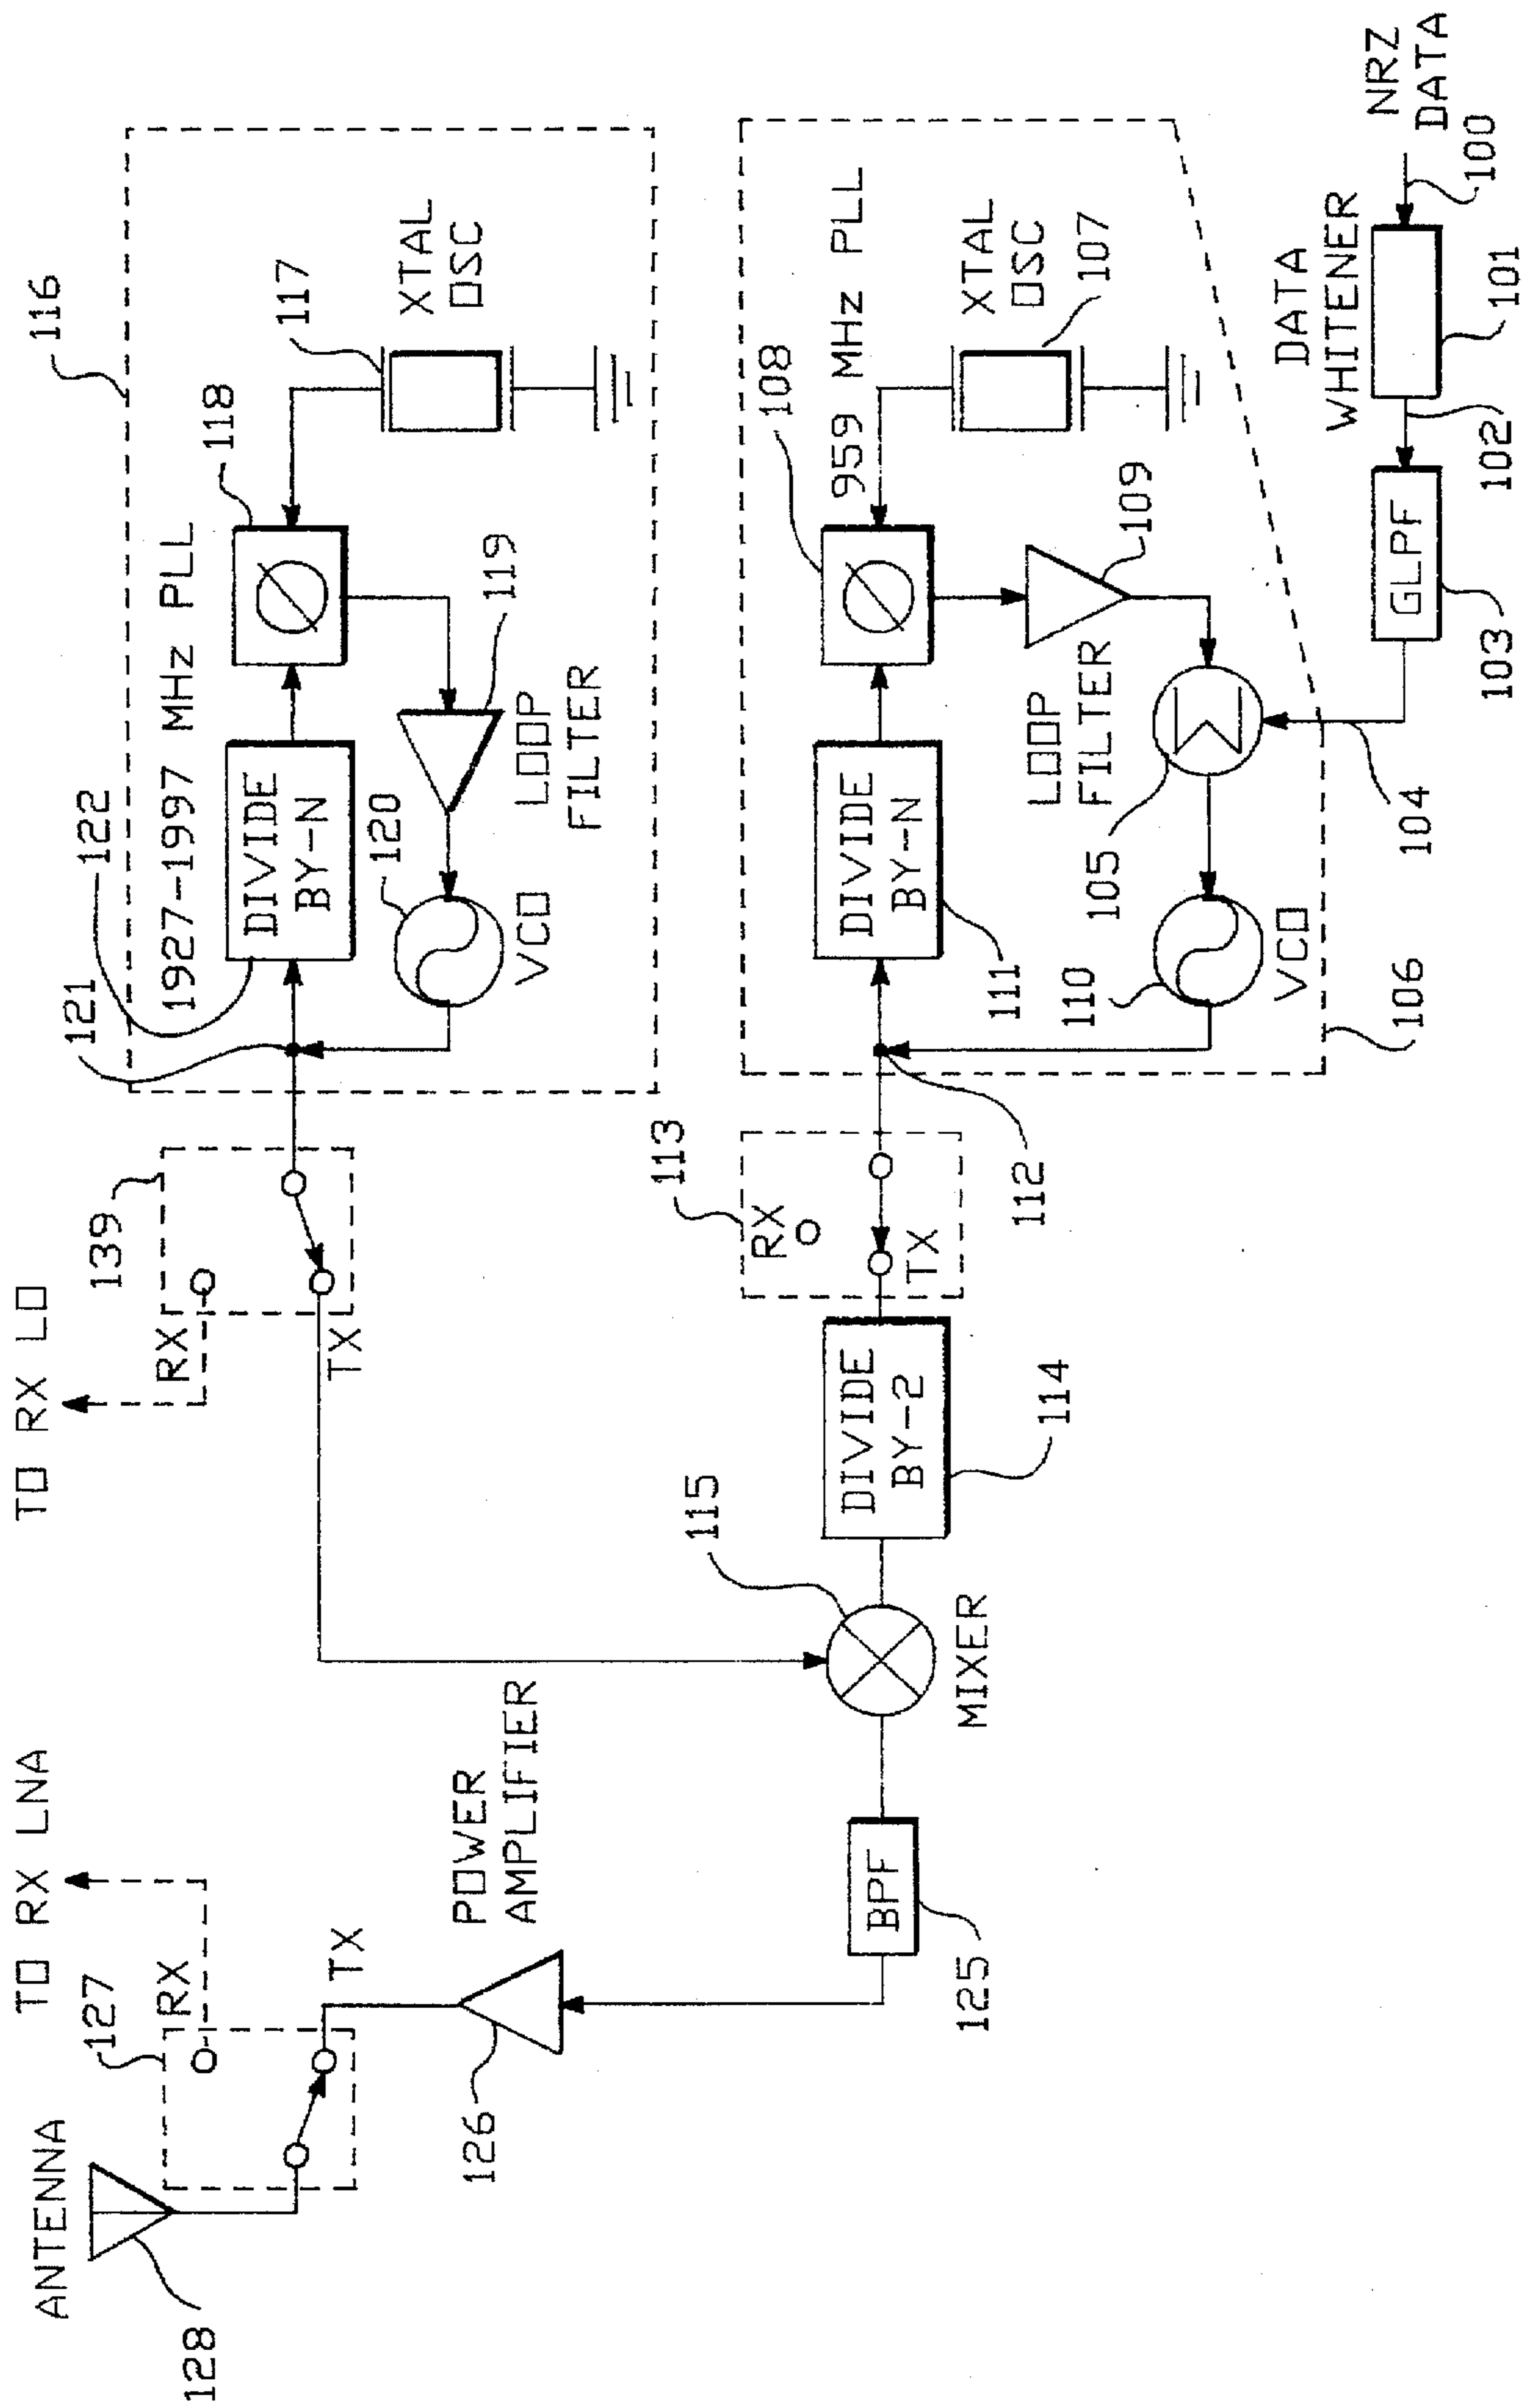 ANTENNA
128
127
TO RX LNA
RX
TX
126
POWER
AMPLIFIER
BPF
125
TO RX LO
139
RX
TX
115
MIXER
DIVIDE
BY-2
114
113
RX
TX
112
116
121
122
1927-1997 MHz PLL
DIVIDE
BY-N
118
117
XTAL
OSC
119
LOOP
FILTER
120
VCO
959 MHz PLL
108
DIVIDE
BY-N
111
XTAL
OSC
107
109
LOOP
FILTER
105
110
VCO
106
104
GLPF
103
102
DATA
WHITENER
101
100
NRZ
DATA